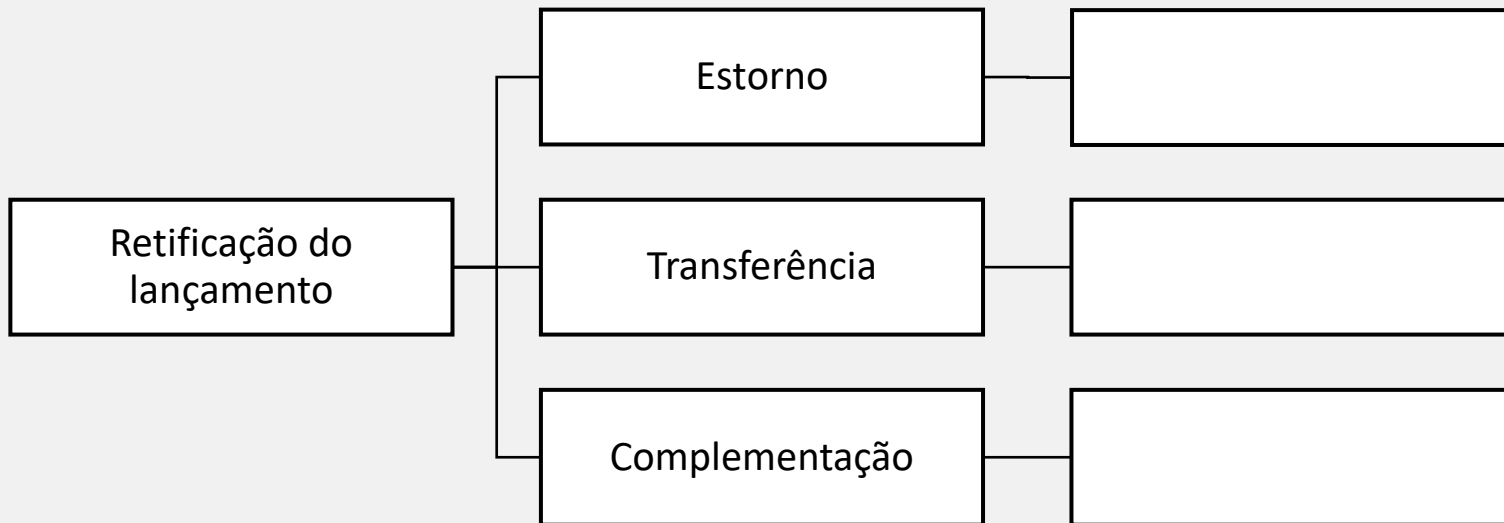 Estorno
Retificação do
lançamento
Transferência
Complementação